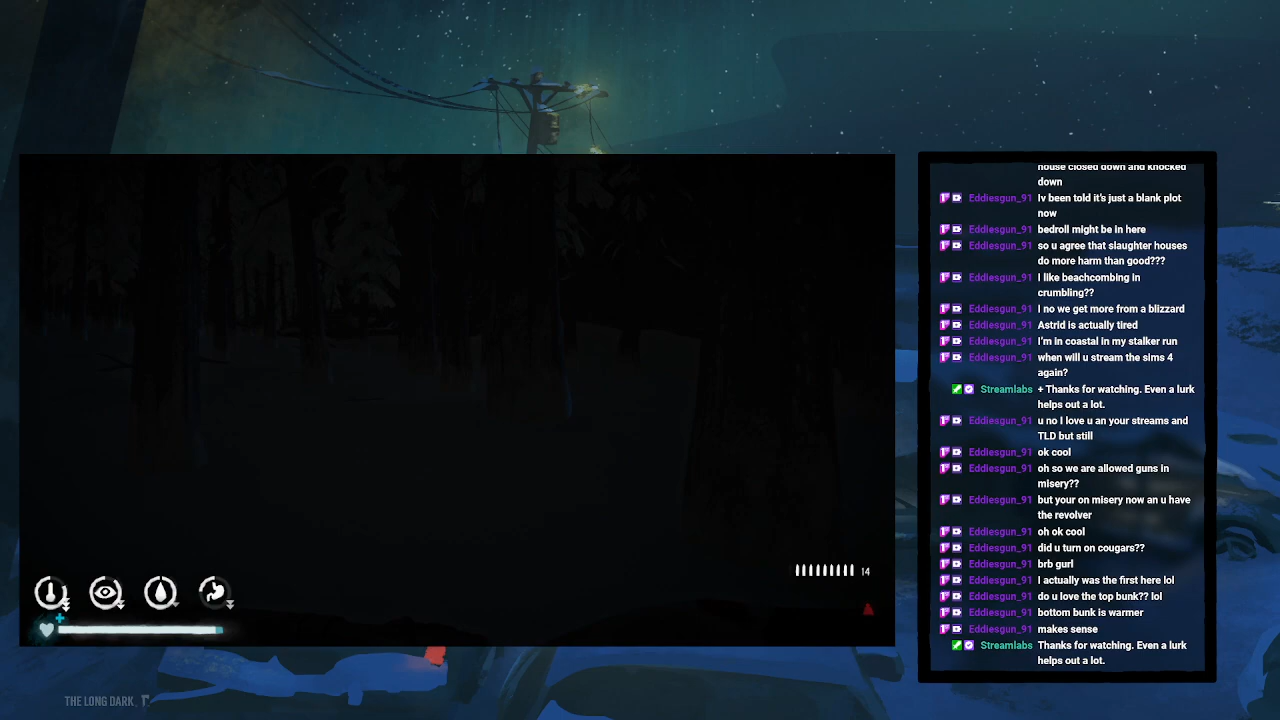 house closed down and knocked
down
Eddiesgun_91 Iv been told it's just a blank plot
now
Eddiesgun_91 bedroll might be in here
Eddiesgun_91 so u agree that slaughter houses
do more harm than good???
Eddiesgun_91 I like beachcombing in
crumbling??
Eddiesgun_91 I no we get more from a blizzard
Eddiesgun_91 Astrid is actually tired
Eddiesgun_91 I'm in coastal in my stalker run
Eddiesgun_91 when will u stream the sims 4
again?
Streamlabs + Thanks for watching. Even a lurk
helps out a lot.
Eddiesgun_91 u no I love u an your streams and
TLD but still
Eddiesgun_91 ok cool
Eddiesgun_91 oh so we are allowed guns in
misery??
Eddiesgun_91 but your on misery now an u have
the revolver
Eddiesgun_91 oh ok cool
Eddiesgun_91 did u turn on cougars??
Eddiesgun_91 brb gurl
Eddiesgun_91 I actually was the first here lol
Eddiesgun_91 do u love the top bunk?? lol
Eddiesgun_91 bottom bunk is warmer
Eddiesgun_91 makes sense
Streamlabs Thanks for watching. Even a lurk
helps out a lot.
14
THE LONG DARK